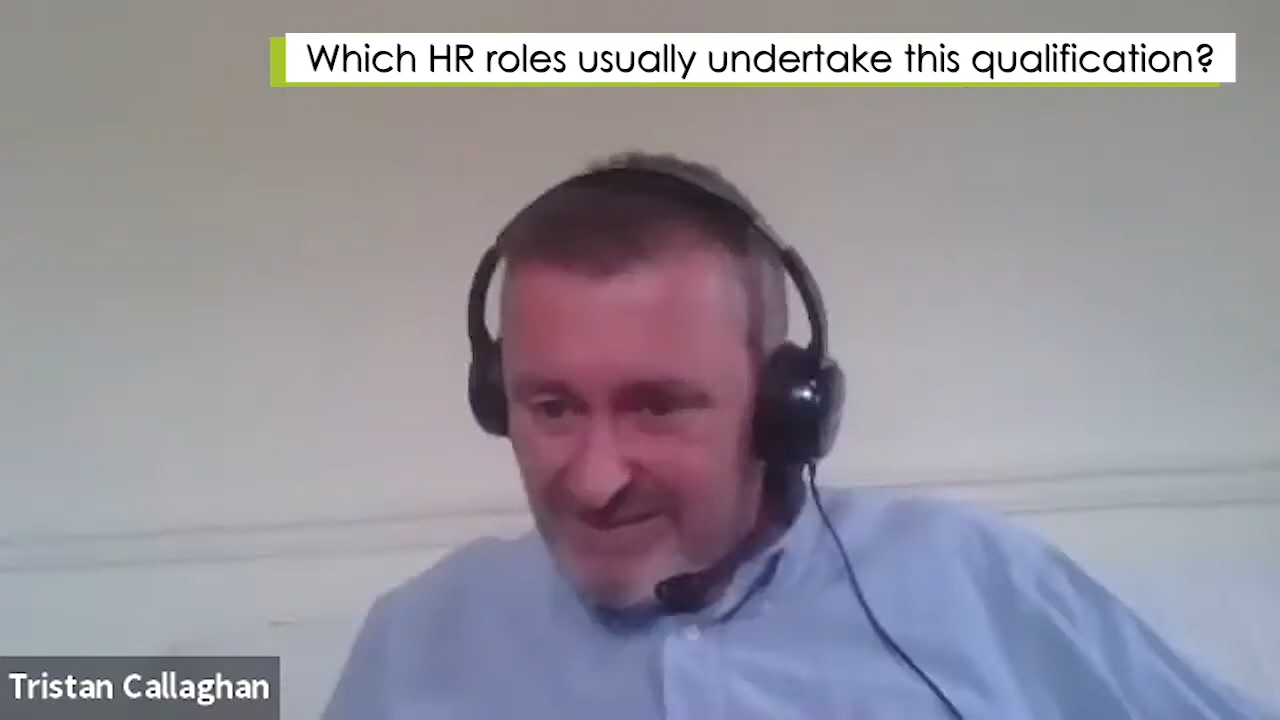 Which HR roles usually undertake this qualification?
Tristan Callaghan